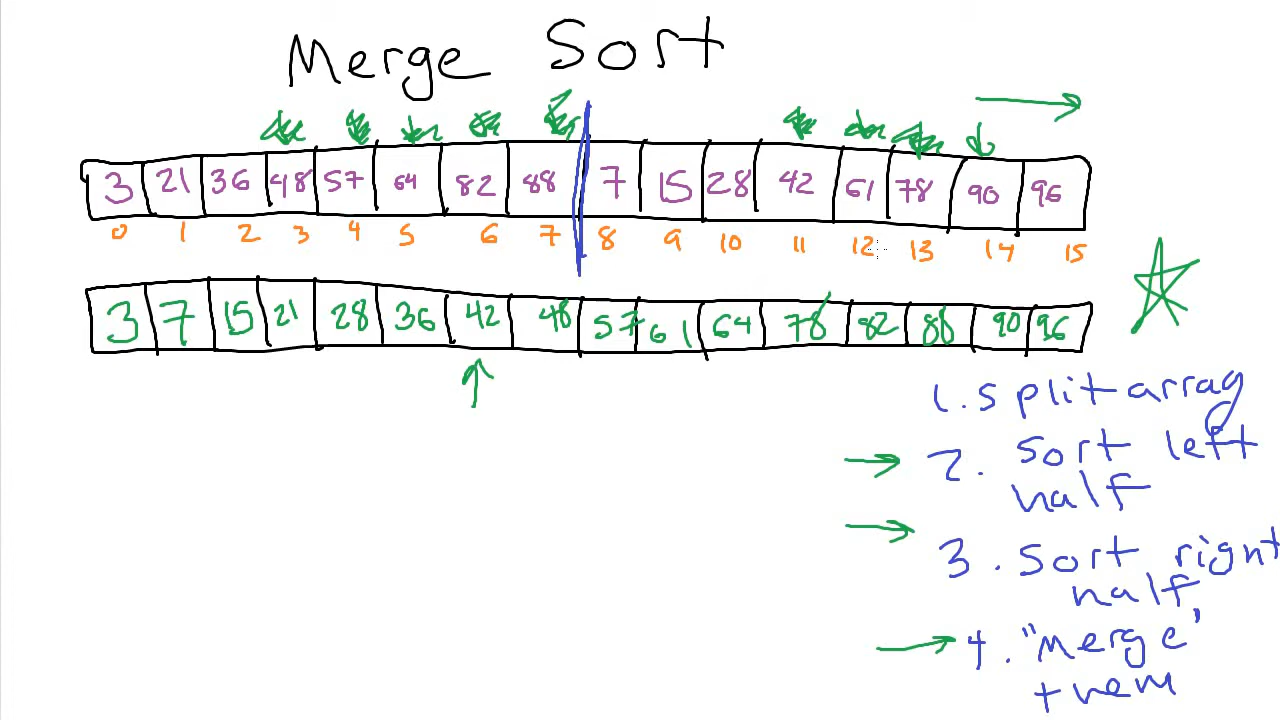 Merge Sort
3 21 36 48 57 64 82 88 7 15 28 42 61 78 90 96
0 1 2 3 4 5 6 7 8 9 10 11 12 13 14 15
3 7 15 21 28 36 42 48 57 61 64 78 82 88 90 96
1. split array
2. sort left
half
3. sort right
half,
4. "merge"
them